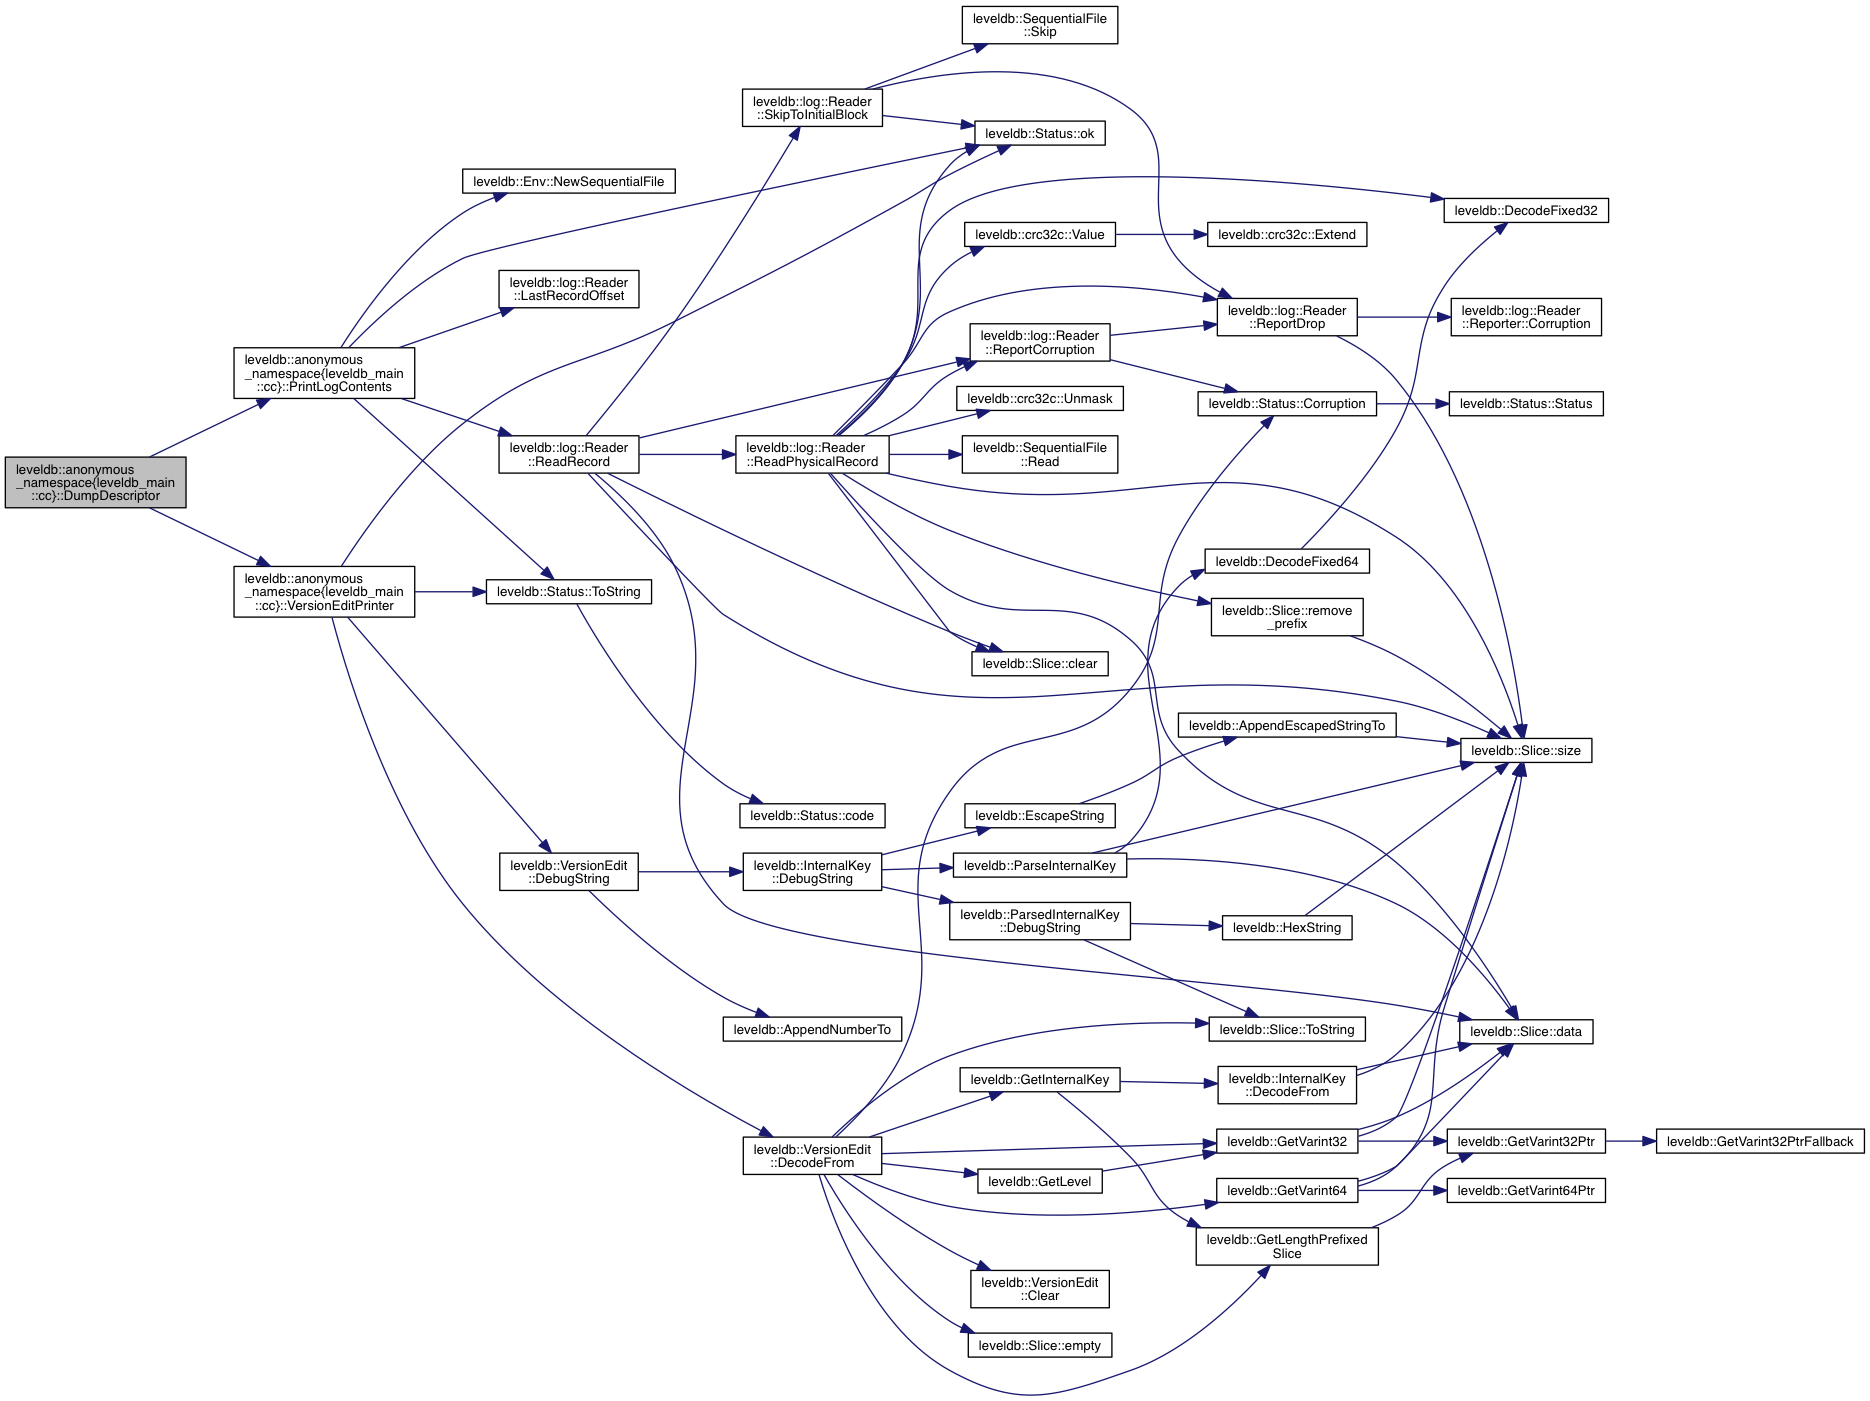 leveldb::anonymous
_namespace{leveldb_main
::cc}::DumpDescriptor
leveldb::anonymous
_namespace{leveldb_main
::cc}::PrintLogContents
leveldb::anonymous
_namespace{leveldb_main
::cc}::VersionEditPrinter
leveldb::Env::NewSequentialFile
leveldb::log::Reader
::LastRecordOffset
leveldb::log::Reader
::ReadRecord
leveldb::Status::ToString
leveldb::VersionEdit
::DebugString
leveldb::log::Reader
::SkipToInitialBlock
leveldb::log::Reader
::ReadPhysicalRecord
leveldb::Status::code
leveldb::InternalKey
::DebugString
leveldb::AppendNumberTo
leveldb::VersionEdit
::DecodeFrom
leveldb::SequentialFile
::Skip
leveldb::Status::ok
leveldb::crc32c::Value
leveldb::log::Reader
::ReportCorruption
leveldb::crc32c::Unmask
leveldb::SequentialFile
::Read
leveldb::Slice::clear
leveldb::EscapeString
leveldb::ParseInternalKey
leveldb::ParsedInternalKey
::DebugString
leveldb::GetInternalKey
leveldb::GetLevel
leveldb::VersionEdit
::Clear
leveldb::Slice::empty
leveldb::crc32c::Extend
leveldb::log::Reader
::ReportDrop
leveldb::Status::Corruption
leveldb::DecodeFixed64
leveldb::Slice::remove
_prefix
leveldb::AppendEscapedStringTo
leveldb::HexString
leveldb::Slice::ToString
leveldb::InternalKey
::DecodeFrom
leveldb::GetVarint32
leveldb::GetVarint64
leveldb::GetLengthPrefixed
Slice
leveldb::DecodeFixed32
leveldb::log::Reader
::Reporter::Corruption
leveldb::Status::Status
leveldb::Slice::size
leveldb::Slice::data
leveldb::GetVarint32Ptr
leveldb::GetVarint64Ptr
leveldb::GetVarint32PtrFallback